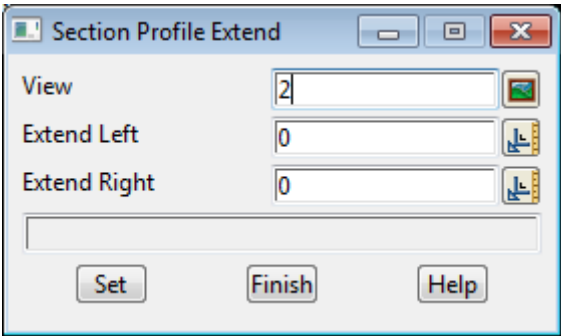 Section Profile Extend
View 2
Extend Left 0
Extend Right 0
Set Finish Help